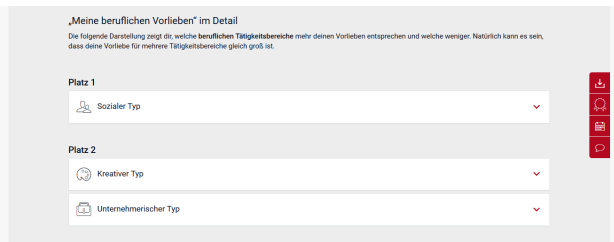 „Meine beruflichen Vorlieben“ im Detail
Die folgende Darstellung zeigt dir, welche beruflichen Tätigkeitsbereiche mehr deinen Vorlieben entsprechen und welche weniger. Natürlich kann es sein,
dass deine Vorliebe für mehrere Tätigkeitsbereiche gleich groß ist.
Platz 1
Sozialer Typ
Platz 2
Kreativer Typ
Unternehmerischer Typ